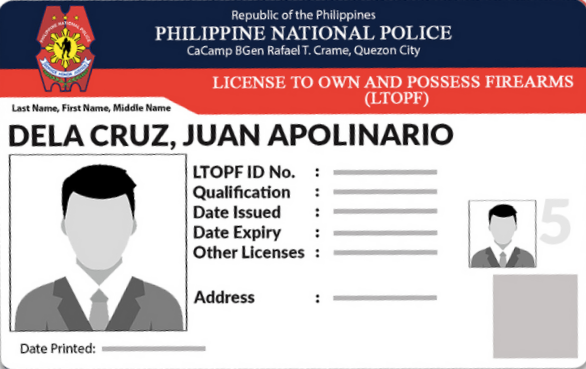 Republic of the Philippines
PHILIPPINE NATIONAL POLICE
CaCamp BGen Rafael T. Crame, Quezon City
LICENSE TO OWN AND POSSESS FIREARMS
(LTOPF)
Last Name, First Name, Middle Name
DELA CRUZ, JUAN APOLINARIO
LTOPF ID No. :
Qualification :
Date Issued :
Date Expiry :
Other Licenses :
5
Address :
Date Printed: